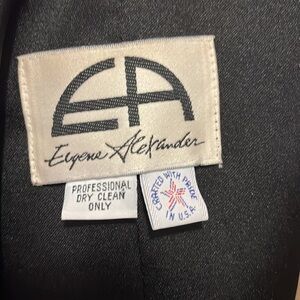 EA
Eugene Alexander
PROFESSIONAL
DRY CLEAN
ONLY
CRAFTED WITH PRIDE
IN U.S.A.